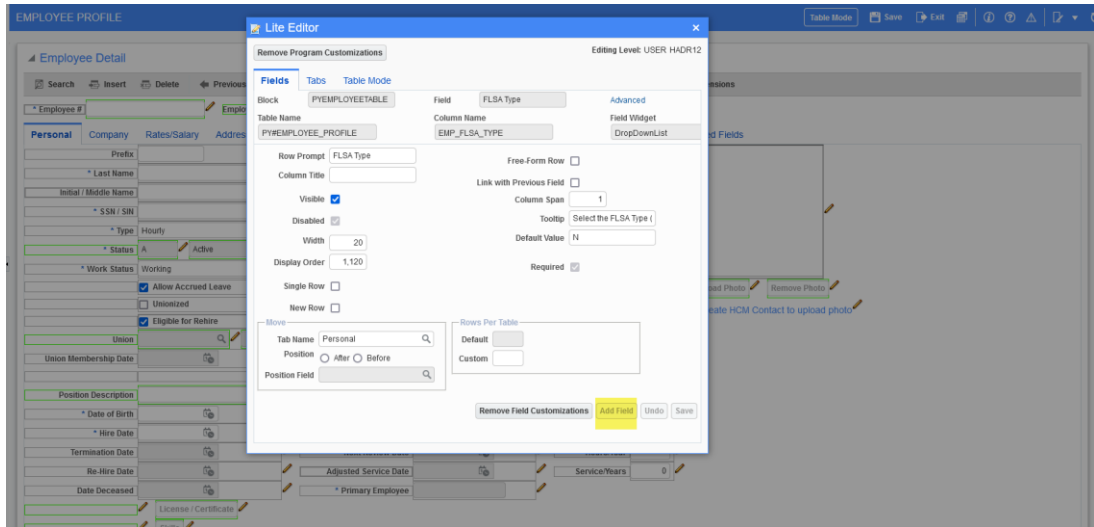 EMPLOYEE PROFILE
Table Mode Save Exit
Employee Detail
Search Insert Delete Previous
* Employee #
Personal Company Rates/Salary
Prefix
* Last Name
Initial / Middle Name
* SSN / SIN
* Type Hourly
* Status A Active
* Work Status Working
Allow Accrued Leave
Unionized
Eligible for Rehire
Union
Union Membership Date
Position Description
* Date of Birth
* Hire Date
Termination Date
Re-Hire Date Adjusted Service Date Service/Years 0
Date Deceased * Primary Employee
License / Certificate
Remove Photo
eate HCM Contact to upload photo
ed Fields
Lite Editor
Remove Program Customizations Editing Level: USER HADR12
Fields Tabs Table Mode
Block PYEMPLOYEETABLE Field FLSA Type Advanced
Table Name Column Name Field Widget
PY#EMPLOYEE_PROFILE EMP_FLSA_TYPE DropDownList
Row Prompt FLSA Type Free-Form Row
Column Title Link with Previous Field
Visible Column Span 1
Disabled Tooltip Select the FLSA Type (
Width 20 Default Value N
Display Order 1,120 Required
Single Row
New Row
Move Rows Per Table
Tab Name Personal Default
Position After Before Custom
Position Field
Remove Field Customizations Add Field Undo Save